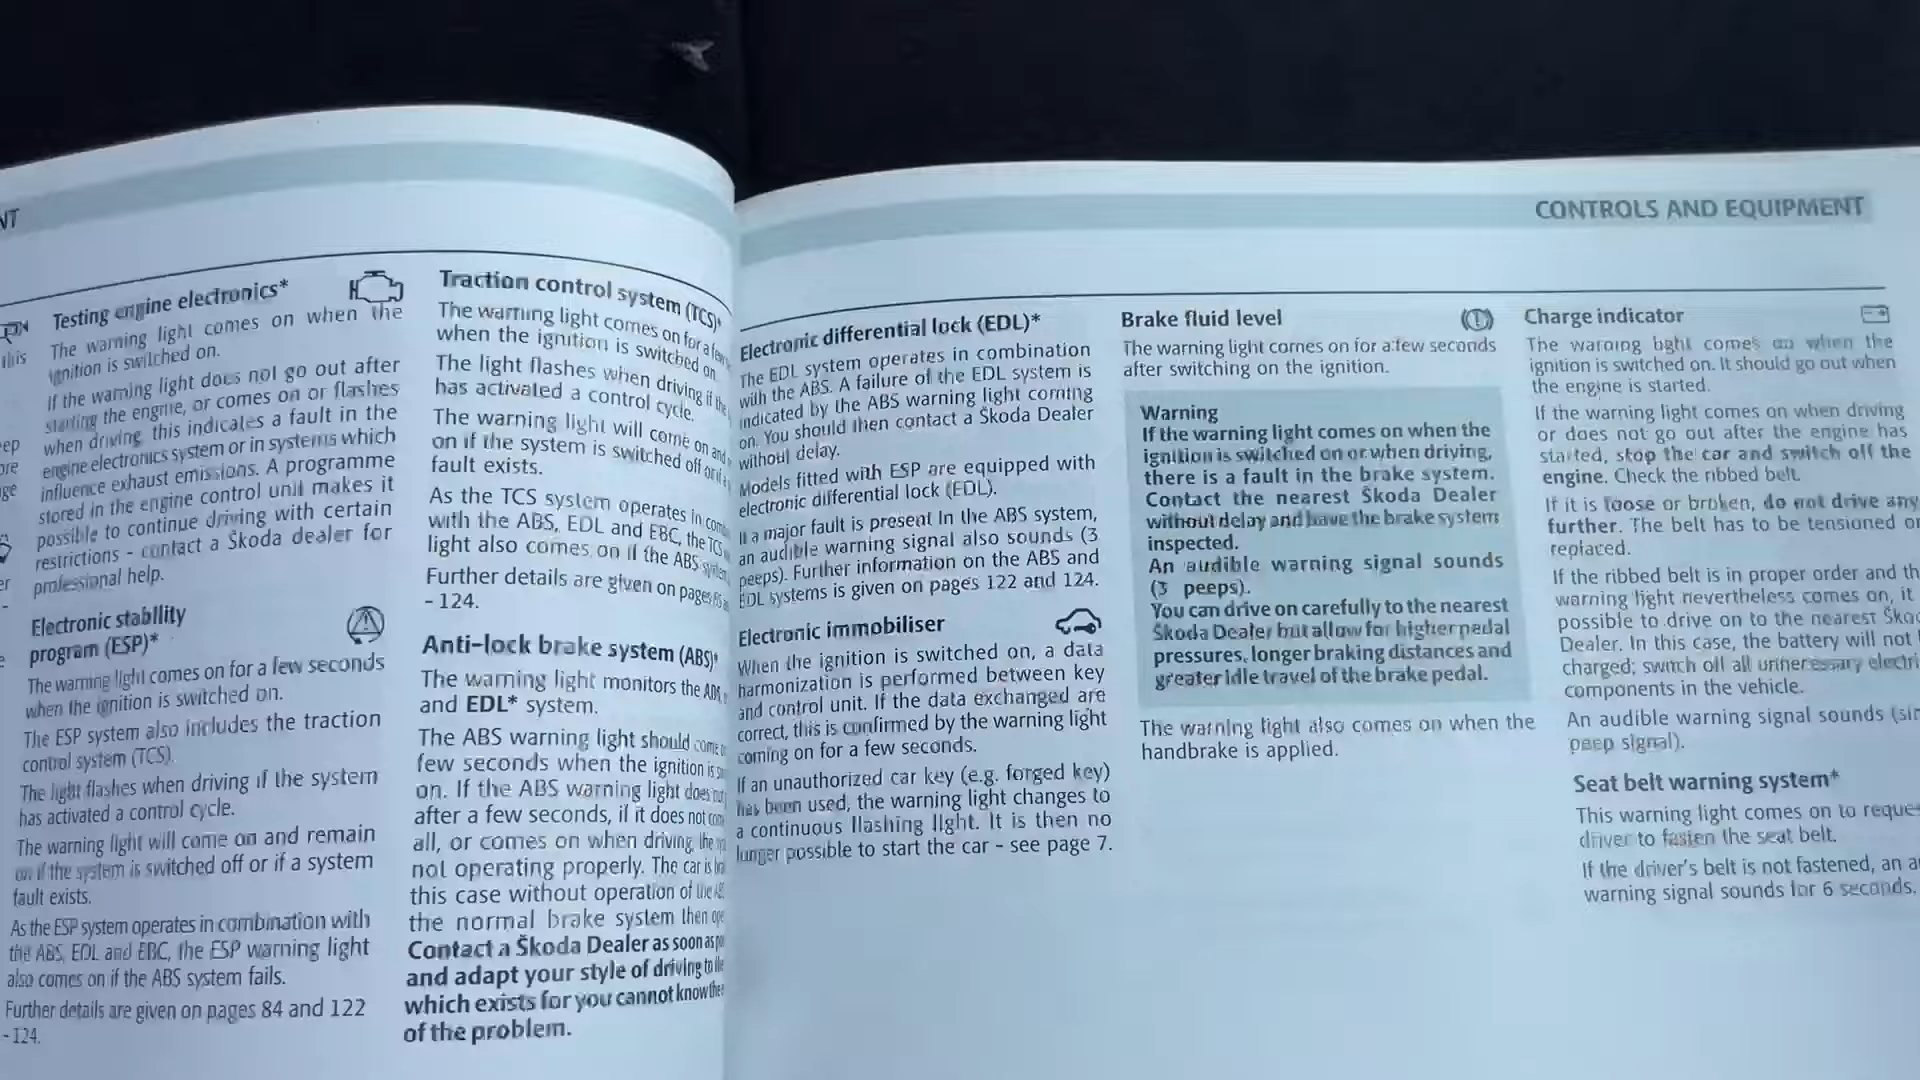 NT
this
Testing engine electronics*
The warning light comes on when the
ignition is switched on.
If the warning light does not go out after
starting the engine, or comes on or flashes
when driving, this indicates a fault in the
engine electronics system or in systems which
influence exhaust emissions. A programme
stored in the engine control unit makes it
possible to continue driving with certain
restrictions - contact a Škoda dealer for
professional help.
Electronic stability
program (ESP)*
The warning light comes on for a few seconds
when the ignition is switched on.
The ESP system also includes the traction
control system (TCS).
The light flashes when driving if the system
has activated a control cycle.
The warning light will come on and remain
on if the system is switched off or if a system
fault exists.
As the ESP system operates in combination with
the ABS, EDL and EBC, the ESP warning light
also comes on if the ABS system fails.
Further details are given on pages 84 and 122
- 124.
Traction control system (TCS)*
The warning light comes on for a few
when the ignition is switched on.
The light flashes when driving if the
has activated a control cycle.
The warning light will come on and
on if the system is switched off or if a
fault exists.
As the TCS system operates in
with the ABS, EDL and EBC, the TCS
light also comes on if the ABS system
Further details are given on pages
- 124.
Anti-lock brake system (ABS)*
The warning light monitors the ABS
and EDL* system.
The ABS warning light should come
few seconds when the ignition is
on. If the ABS warning light does
after a few seconds, if it does not
all, or comes on when driving, the
not operating properly. The car is
this case without operation of the
the normal brake system then
Contact a Škoda Dealer as soon as
and adapt your style of driving to
which exists for you cannot know the
of the problem.
CONTROLS AND EQUIPMENT
Electronic differential lock (EDL)*
The EDL system operates in combination
with the ABS. A failure of the EDL system is
indicated by the ABS warning light coming
on. You should then contact a Škoda Dealer
without delay.
Models fitted with ESP are equipped with
electronic differential lock (EDL).
If a major fault is present in the ABS system,
an audible warning signal also sounds (3
peeps). Further information on the ABS and
EDL systems is given on pages 122 and 124.
Electronic immobiliser
When the ignition is switched on, a data
harmonization is performed between key
and control unit. If the data exchanged are
correct, this is confirmed by the warning light
coming on for a few seconds.
If an unauthorized car key (e.g. forged key)
has been used, the warning light changes to
a continuous flashing light. It is then no
longer possible to start the car - see page 7.
Brake fluid level
The warning light comes on for a few seconds
after switching on the ignition.
Warning
If the warning light comes on when the
ignition is switched on or when driving,
there is a fault in the brake system.
Contact the nearest Škoda Dealer
without delay and have the brake system
inspected.
An audible warning signal sounds
(3 peeps).
You can drive on carefully to the nearest
Škoda Dealer but allow for higher pedal
pressures, longer braking distances and
greater idle travel of the brake pedal.
The warning light also comes on when the
handbrake is applied.
Charge indicator
The warning light comes on when the
ignition is switched on. It should go out when
the engine is started.
If the warning light comes on when driving
or does not go out after the engine has
started, stop the car and switch off the
engine. Check the ribbed belt.
If it is loose or broken, do not drive any
further. The belt has to be tensioned or
replaced.
If the ribbed belt is in proper order and th
warning light nevertheless comes on, it
possible to drive on to the nearest Ško
Dealer. In this case, the battery will not
charged; switch off all unnecessary electri
components in the vehicle.
An audible warning signal sounds (sin
peep signal).
Seat belt warning system*
This warning light comes on to reque
driver to fasten the seat belt.
If the driver's belt is not fastened, an a
warning signal sounds for 6 seconds.